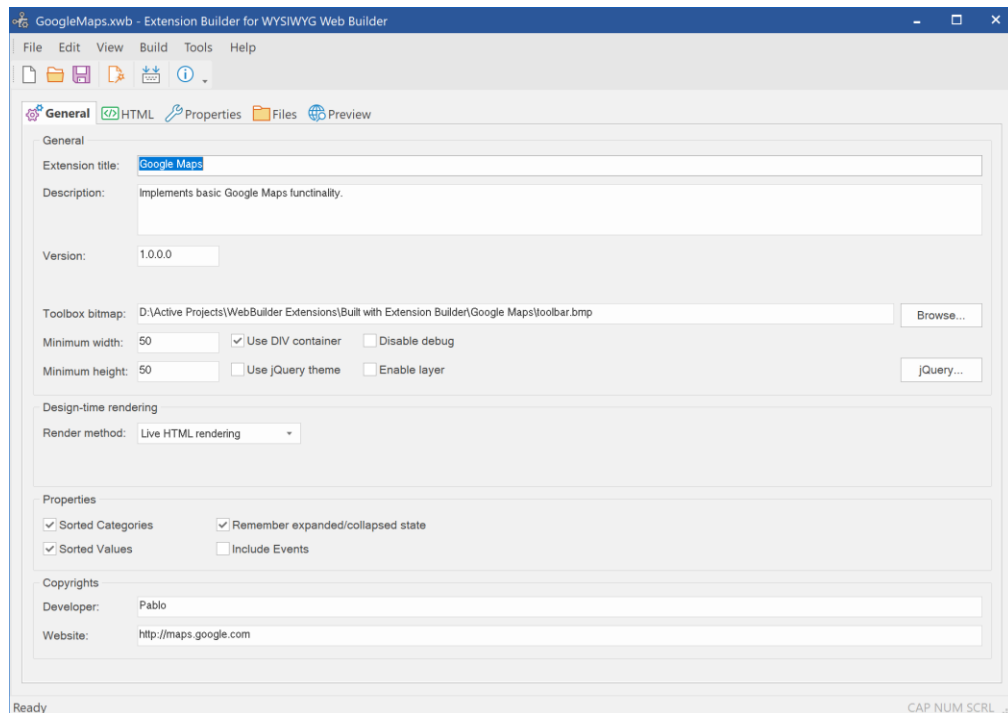 GoogleMaps.xwb - Extension Builder for WYSIWYG Web Builder
File Edit View Build Tools Help
General HTML Properties Files Preview
General
Extension title: Google Maps
Description: Implements basic Google Maps functinality.
Version: 1.0.0.0
Toolbox bitmap: D:\Active Projects\WebBuilder Extensions\Built with Extension Builder\Google Maps\toolbar.bmp Browse...
Minimum width: 50 Use DIV container Disable debug
Minimum height: 50 Use jQuery theme Enable layer jQuery...
Design-time rendering
Render method: Live HTML rendering
Properties
Sorted Categories Remember expanded/collapsed state
Sorted Values Include Events
Copyrights
Developer: Pablo
Website: http://maps.google.com
Ready CAP NUM SCRL